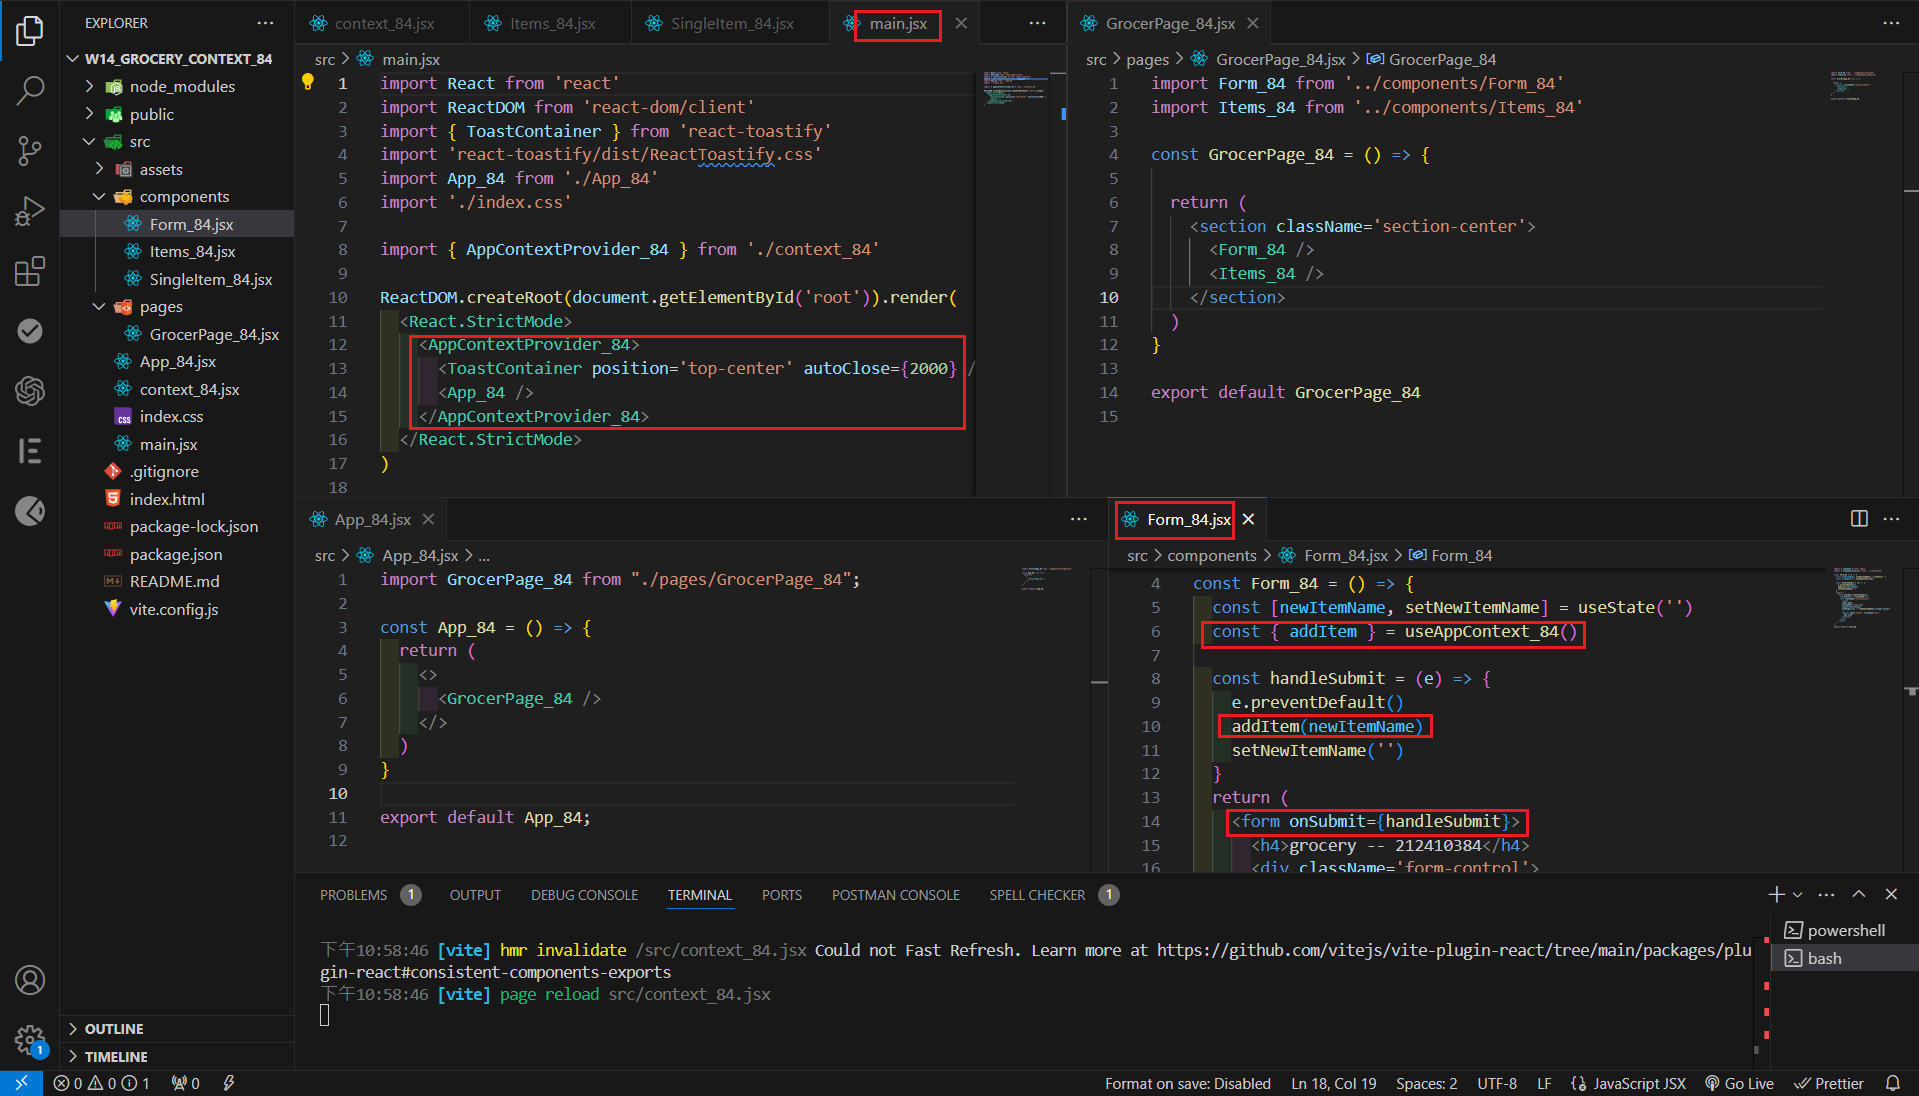 EXPLORER
W14_GROCERY_CONTEXT_84
node_modules
public
src
assets
components
Form_84.jsx
Items_84.jsx
SingleItem_84.jsx
pages
GrocerPage_84.jsx
App_84.jsx
context_84.jsx
index.css
main.jsx
.gitignore
index.html
package-lock.json
package.json
README.md
vite.config.js
OUTLINE
TIMELINE
context_84.jsx Items_84.jsx SingleItem_84.jsx main.jsx
src > main.jsx
1 import React from 'react'
2 import ReactDOM from 'react-dom/client'
3 import { ToastContainer } from 'react-toastify'
4 import 'react-toastify/dist/ReactToastify.css'
5 import App_84 from './App_84'
6 import './index.css'
7
8 import { AppContextProvider_84 } from './context_84'
9
10 ReactDOM.createRoot(document.getElementById('root')).render(
11 <React.StrictMode>
12 <AppContextProvider_84>
13 <ToastContainer position='top-center' autoClose={2000} /
14 <App_84 />
15 </AppContextProvider_84>
16 </React.StrictMode>
17 )
18
GrocerPage_84.jsx
src > pages > GrocerPage_84.jsx > GrocerPage_84
1 import Form_84 from '../components/Form_84'
2 import Items_84 from '../components/Items_84'
3
4 const GrocerPage_84 = () => {
5
6 return (
7 <section className='section-center'>
8 <Form_84 />
9 <Items_84 />
10 </section>
11 )
12 }
13
14 export default GrocerPage_84
15
App_84.jsx
src > App_84.jsx > ...
1 import GrocerPage_84 from "./pages/GrocerPage_84";
2
3 const App_84 = () => {
4 return (
5 <>
6 <GrocerPage_84 />
7 </>
8 )
9 }
10
11 export default App_84;
12
Form_84.jsx
src > components > Form_84.jsx > Form_84
4 const Form_84 = () => {
5 const [newItemName, setNewItemName] = useState('')
6 const { addItem } = useAppContext_84()
7
8 const handleSubmit = (e) => {
9 e.preventDefault()
10 addItem(newItemName)
11 setNewItemName('')
12 }
13 return (
14 <form onSubmit={handleSubmit}>
15 <h4>grocery -- 212410384</h4>
16 <div className='form-control'>
PROBLEMS 1 OUTPUT DEBUG CONSOLE TERMINAL PORTS POSTMAN CONSOLE SPELL CHECKER 1
下午10:58:46 [vite] hmr invalidate /src/context_84.jsx Could not Fast Refresh. Learn more at https://github.com/vitejs/vite-plugin-react/tree/main/packages/plu
gin-react#consistent-components-exports
下午10:58:46 [vite] page reload src/context_84.jsx
powershell
bash
1
0 0 1 0 Format on save: Disabled Ln 18, Col 19 Spaces: 2 UTF-8 LF JavaScript JSX Go Live Prettier